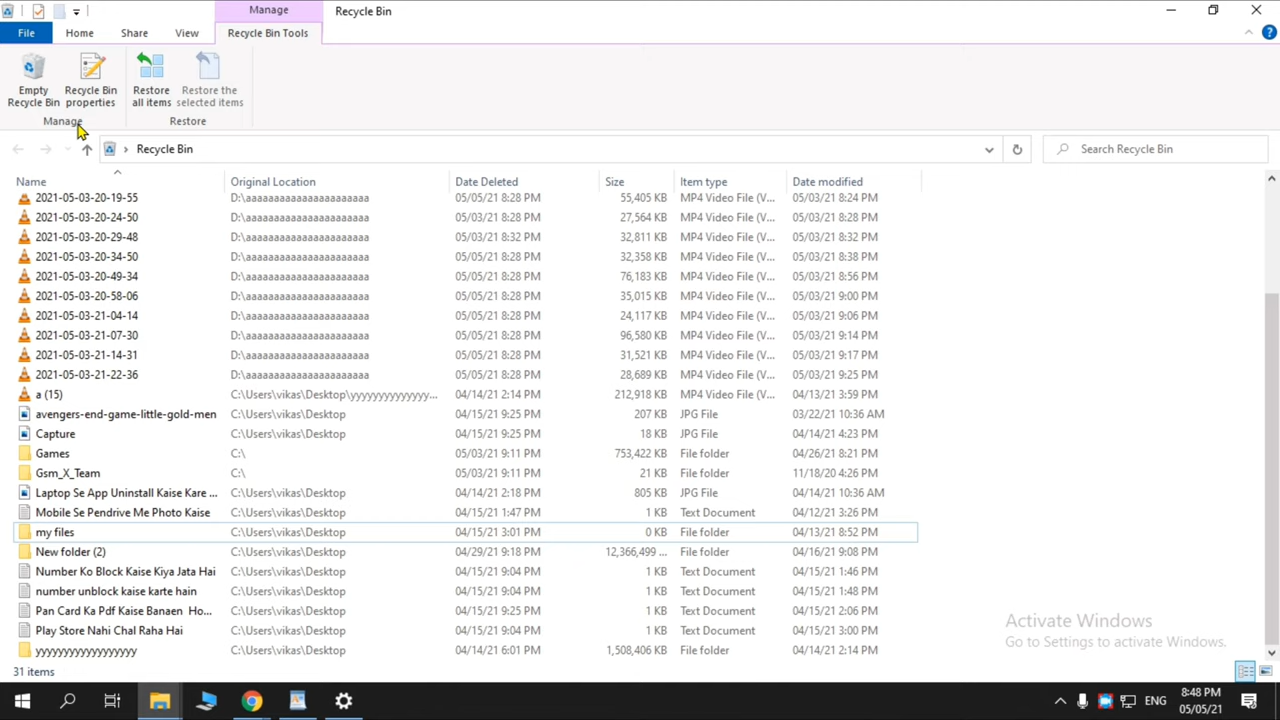 Manage
Recycle Bin
File
Home
Share
View
Recycle Bin Tools
Empty Recycle Bin
Recycle Bin properties
Restore all items
Restore the selected items
Manage
Restore
Recycle Bin
Search Recycle Bin
Name Original Location Date Deleted Size Item type Date modified
2021-05-03-20-19-55 D:\aaaaaaaaaaaaaaaaaaaaaa 05/05/21 8:28 PM 55,405 KB MP4 Video File (V... 05/03/21 8:24 PM
2021-05-03-20-24-50 D:\aaaaaaaaaaaaaaaaaaaaaa 05/05/21 8:28 PM 27,564 KB MP4 Video File (V... 05/03/21 8:28 PM
2021-05-03-20-29-48 D:\aaaaaaaaaaaaaaaaaaaaaa 05/03/21 8:32 PM 32,811 KB MP4 Video File (V... 05/03/21 8:32 PM
2021-05-03-20-34-50 D:\aaaaaaaaaaaaaaaaaaaaaa 05/05/21 8:28 PM 32,358 KB MP4 Video File (V... 05/03/21 8:38 PM
2021-05-03-20-49-34 D:\aaaaaaaaaaaaaaaaaaaaaa 05/05/21 8:28 PM 76,183 KB MP4 Video File (V... 05/03/21 8:56 PM
2021-05-03-20-58-06 D:\aaaaaaaaaaaaaaaaaaaaaa 05/05/21 8:28 PM 35,015 KB MP4 Video File (V... 05/03/21 9:00 PM
2021-05-03-21-04-14 D:\aaaaaaaaaaaaaaaaaaaaaa 05/05/21 8:28 PM 24,117 KB MP4 Video File (V... 05/03/21 9:06 PM
2021-05-03-21-07-30 D:\aaaaaaaaaaaaaaaaaaaaaa 05/05/21 8:28 PM 96,580 KB MP4 Video File (V... 05/03/21 9:14 PM
2021-05-03-21-14-31 D:\aaaaaaaaaaaaaaaaaaaaaa 05/05/21 8:28 PM 31,521 KB MP4 Video File (V... 05/03/21 9:17 PM
2021-05-03-21-22-36 D:\aaaaaaaaaaaaaaaaaaaaaa 05/05/21 8:28 PM 28,689 KB MP4 Video File (V... 05/03/21 9:25 PM
a (15) C:\Users\vikas\Desktop\yyyyyyyyyyyyyy... 04/14/21 2:14 PM 212,918 KB MP4 Video File (V... 04/13/21 3:59 PM
avengers-end-game-little-gold-men C:\Users\vikas\Desktop 04/15/21 9:25 PM 207 KB JPG File 03/22/21 10:36 AM
Capture C:\Users\vikas\Desktop 04/15/21 9:25 PM 18 KB JPG File 04/14/21 4:23 PM
Games C:\ 05/03/21 9:11 PM 753,422 KB File folder 04/26/21 8:21 PM
Gsm_X_Team C:\ 05/03/21 9:11 PM 21 KB File folder 11/18/20 4:26 PM
Laptop Se App Uninstall Kaise Kare ... C:\Users\vikas\Desktop 04/14/21 2:18 PM 805 KB JPG File 04/14/21 10:36 AM
Mobile Se Pendrive Me Photo Kaise C:\Users\vikas\Desktop 04/15/21 1:47 PM 1 KB Text Document 04/12/21 3:26 PM
my files C:\Users\vikas\Desktop 04/15/21 3:01 PM 0 KB File folder 04/13/21 8:52 PM
New folder (2) C:\Users\vikas\Desktop 04/29/21 9:18 PM 12,366,499 ... File folder 04/16/21 9:08 PM
Number Ko Block Kaise Kiya Jata Hai C:\Users\vikas\Desktop 04/15/21 9:04 PM 1 KB Text Document 04/15/21 1:46 PM
number unblock kaise karte hain C:\Users\vikas\Desktop 04/15/21 9:04 PM 1 KB Text Document 04/15/21 1:48 PM
Pan Card Ka Pdf Kaise Banaen Ho... C:\Users\vikas\Desktop 04/15/21 9:25 PM 1 KB Text Document 04/15/21 2:06 PM
Play Store Nahi Chal Raha Hai C:\Users\vikas\Desktop 04/15/21 9:04 PM 1 KB Text Document 04/15/21 3:00 PM
yyyyyyyyyyyyyyyyy C:\Users\vikas\Desktop 04/14/21 6:01 PM 1,508,406 KB File folder 04/14/21 2:14 PM
Activate Windows
Go to Settings to activate Windows.
31 items
ENG
8:48 PM
05/05/21